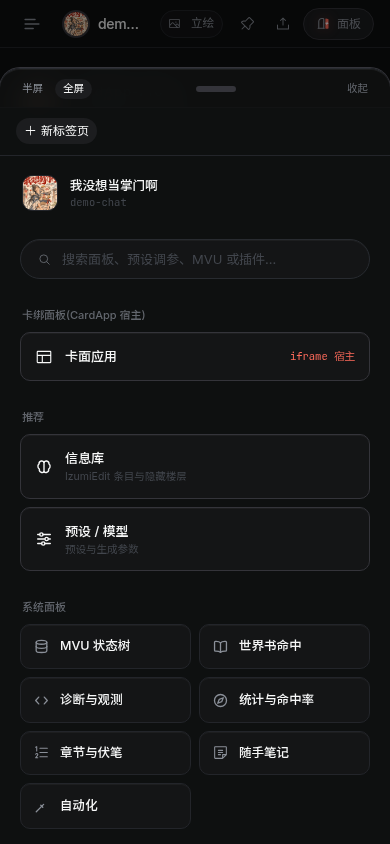 dem...
立绘
面板
半屏
全屏
收起
新标签页
我没想当掌门啊
demo-chat
搜索面板、预设调参、MVU 或插件...
卡绑面板(CardApp 宿主)
卡面应用
iframe 宿主
推荐
信息库
IzumiEdit 条目与隐藏楼层
预设 / 模型
预设与生成参数
系统面板
MVU 状态树
世界书命中
诊断与观测
统计与命中率
章节与伏笔
随手笔记
自动化